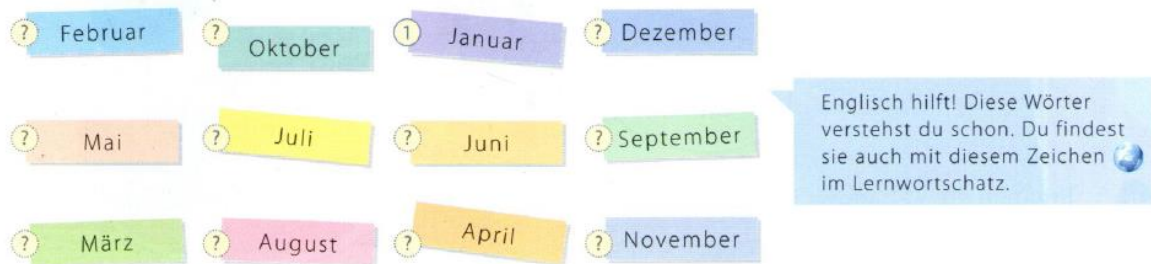 ? Februar
? Oktober
1 Januar
? Dezember
? Mai
? Juli
? Juni
? September
? März
? August
? April
? November
Englisch hilft! Diese Wörter
verstehst du schon. Du findest
sie auch mit diesem Zeichen
im Lernwortschatz.